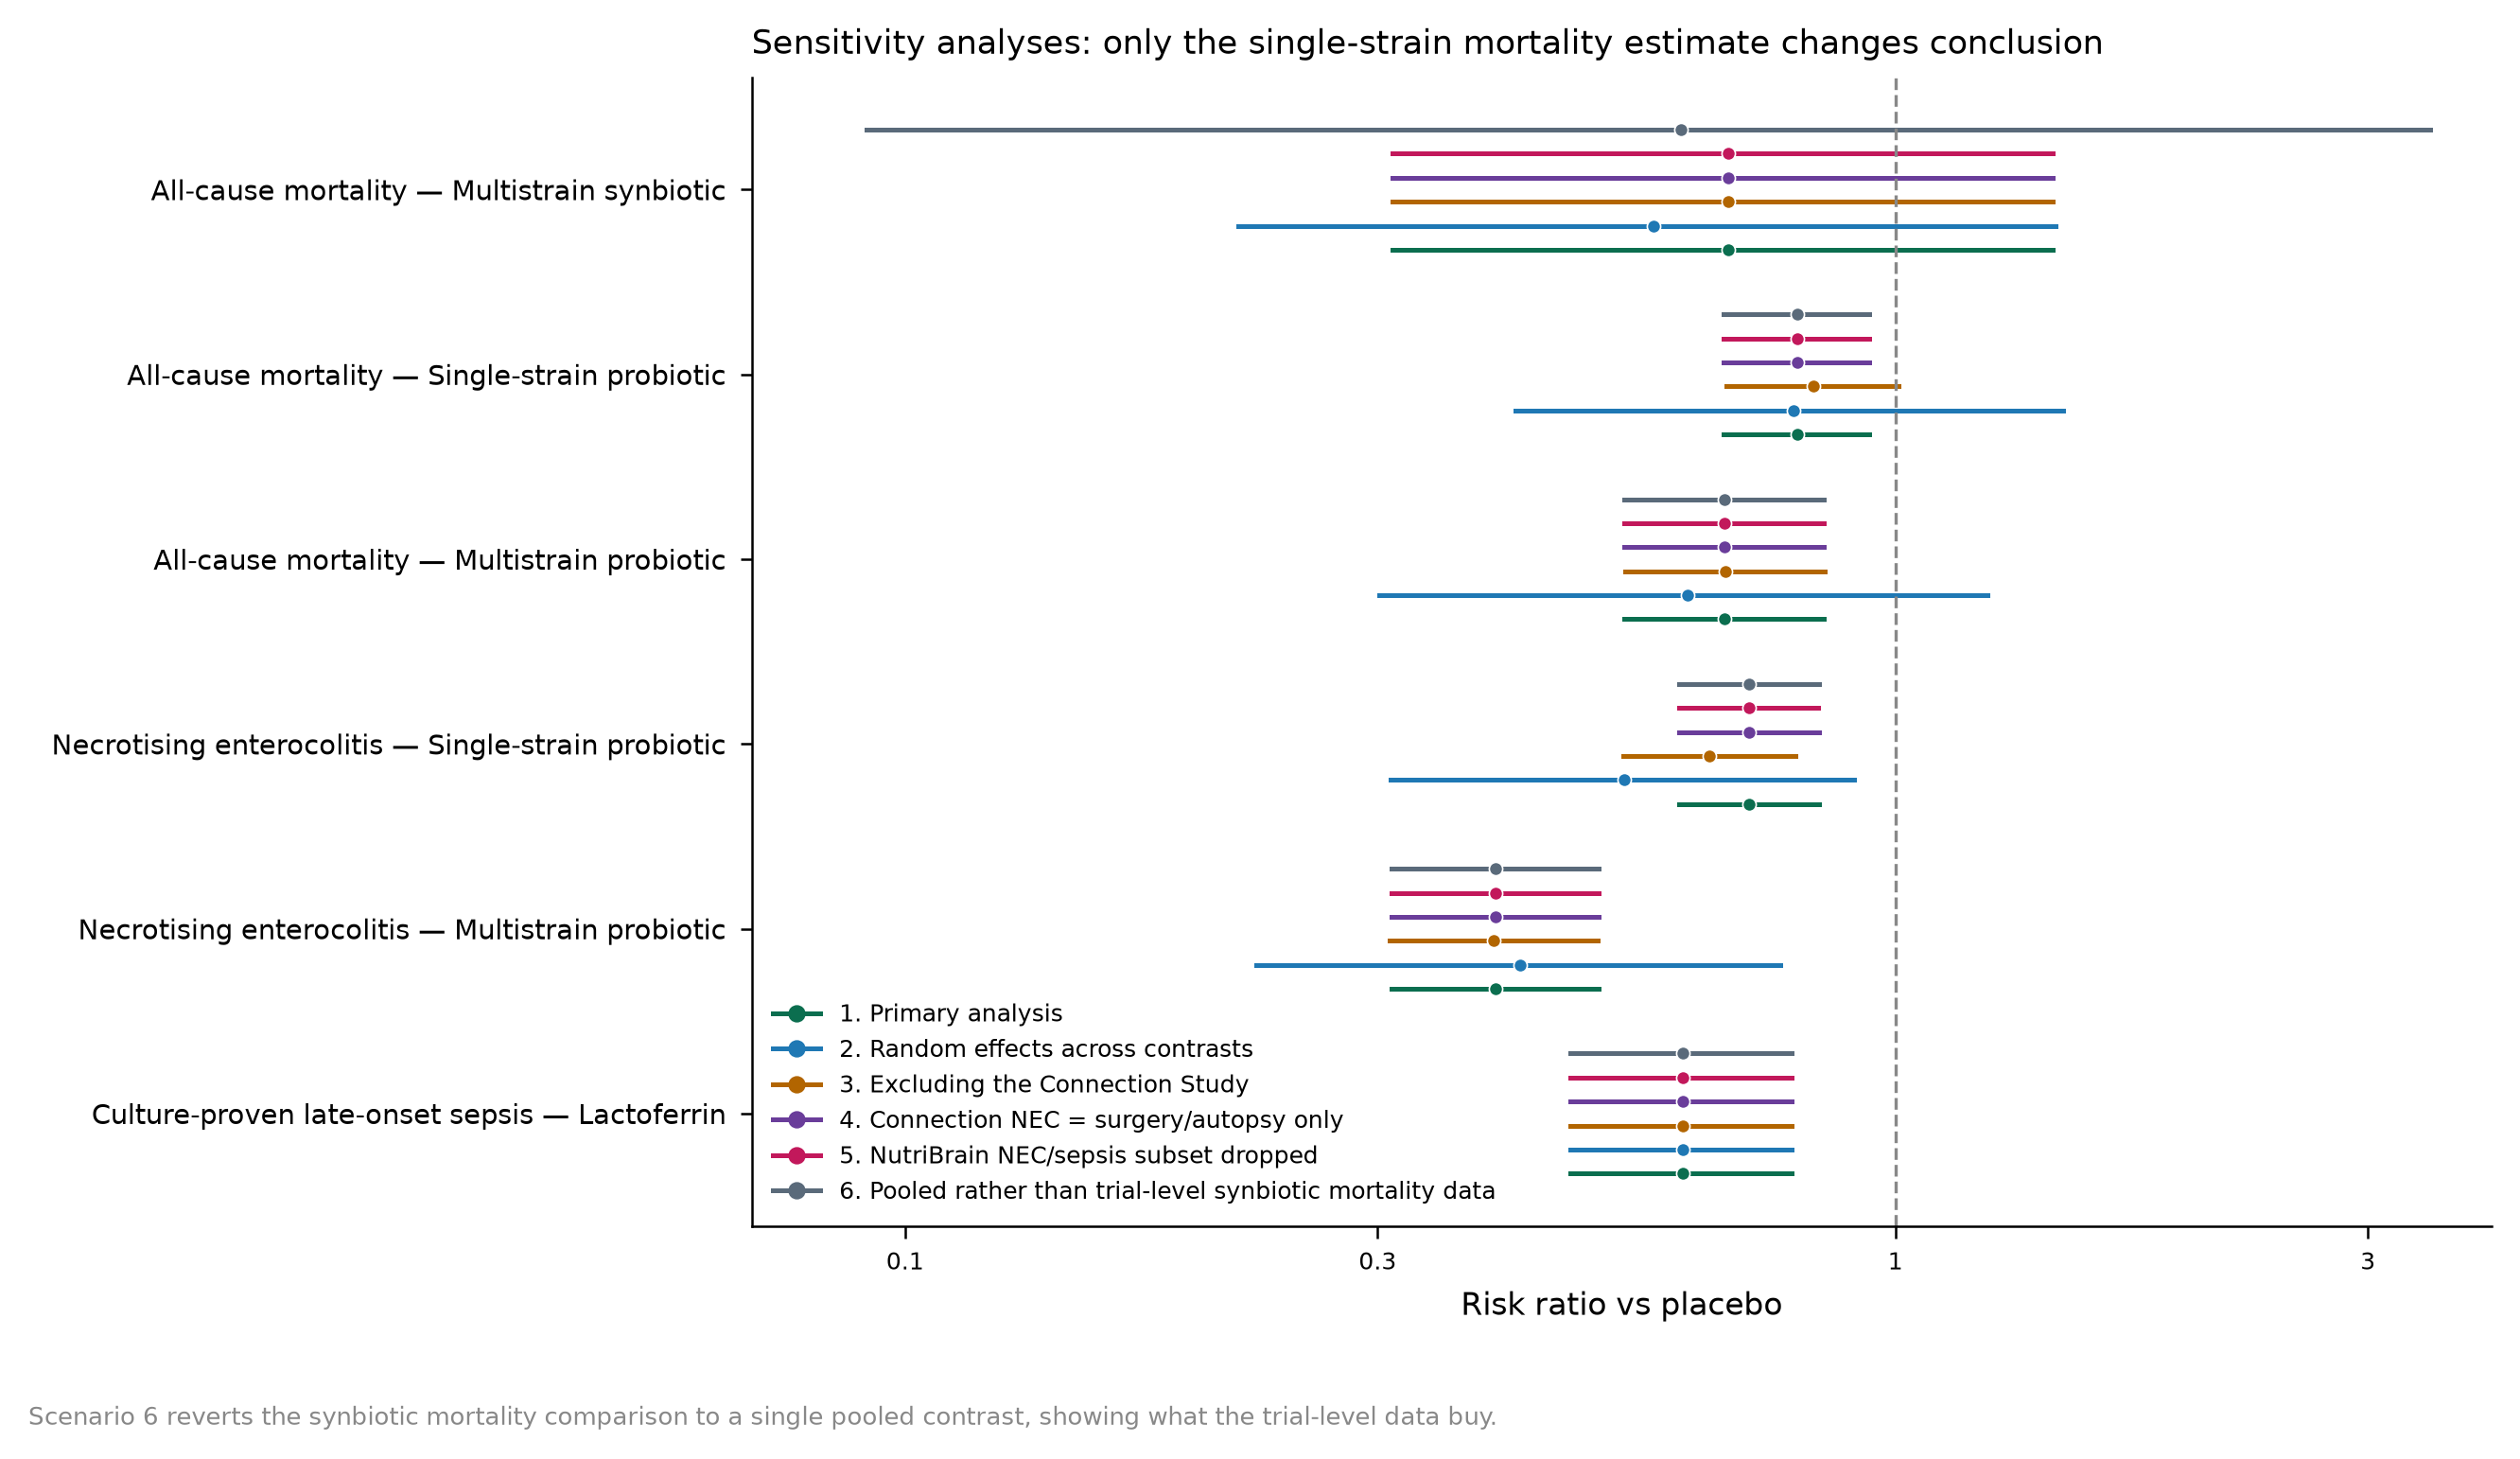 Sensitivity analyses: only the single-strain mortality estimate changes conclusion
All-cause mortality — Multistrain synbiotic
All-cause mortality — Single-strain probiotic
All-cause mortality — Multistrain probiotic
Necrotising enterocolitis — Single-strain probiotic
Necrotising enterocolitis — Multistrain probiotic
Culture-proven late-onset sepsis — Lactoferrin
1. Primary analysis
2. Random effects across contrasts
3. Excluding the Connection Study
4. Connection NEC = surgery/autopsy only
5. NutriBrain NEC/sepsis subset dropped
6. Pooled rather than trial-level synbiotic mortality data
0.1 0.3 1 3
Risk ratio vs placebo
Scenario 6 reverts the synbiotic mortality comparison to a single pooled contrast, showing what the trial-level data buy.